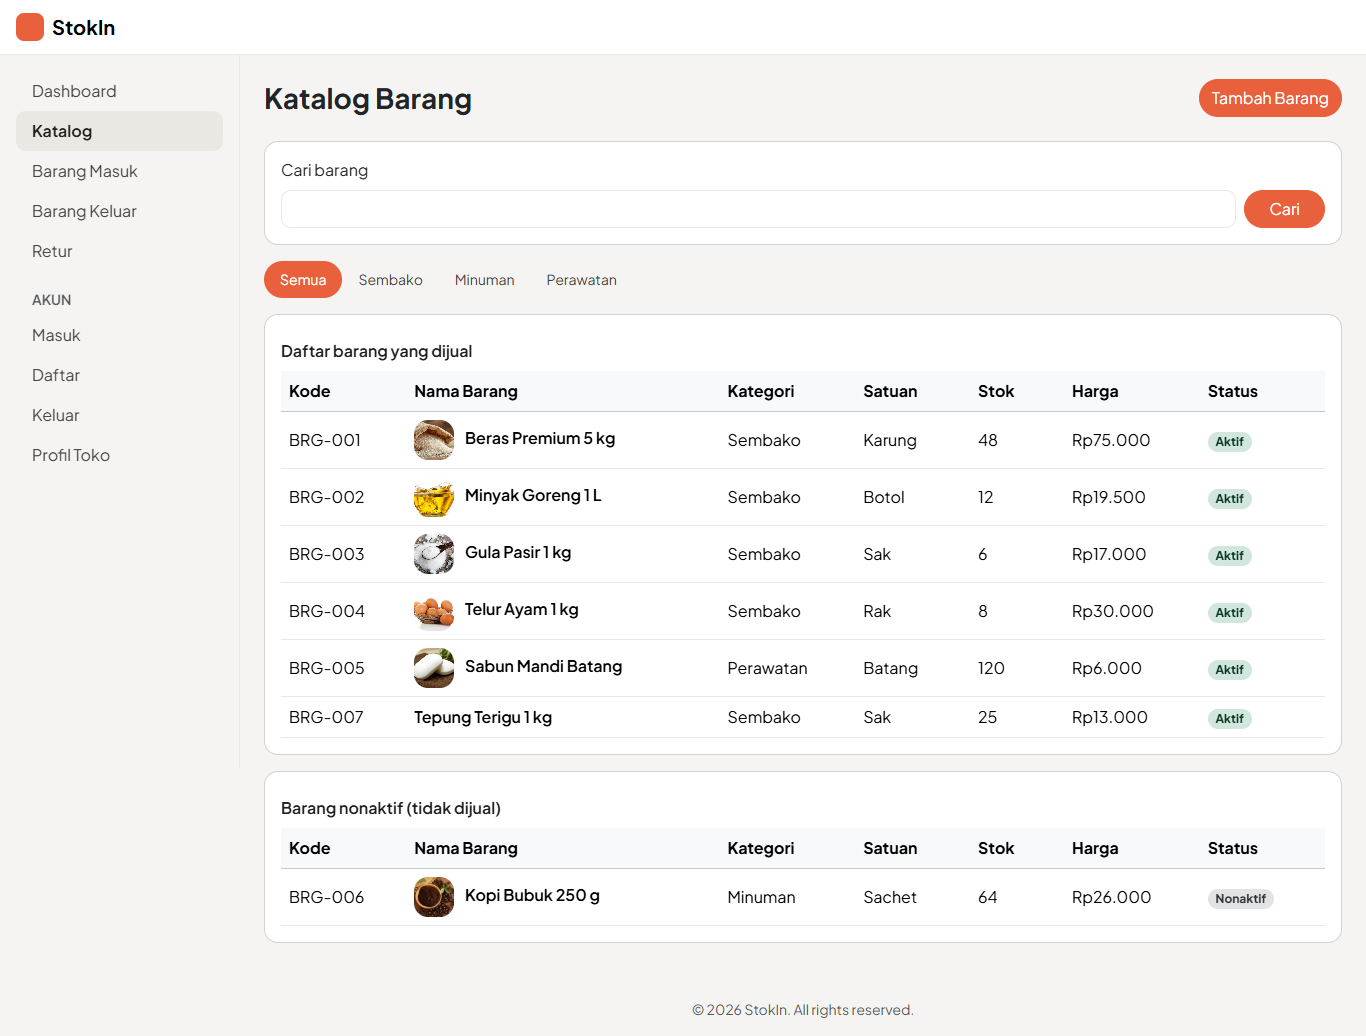 StokIn
Dashboard
Katalog
Barang Masuk
Barang Keluar
Retur
AKUN
Masuk
Daftar
Keluar
Profil Toko
Katalog Barang
Tambah Barang
Cari barang
Cari
Semua Sembako Minuman Perawatan
Daftar barang yang dijual
Kode Nama Barang Kategori Satuan Stok Harga Status
BRG-001 Beras Premium 5 kg Sembako Karung 48 Rp75.000 Aktif
BRG-002 Minyak Goreng 1 L Sembako Botol 12 Rp19.500 Aktif
BRG-003 Gula Pasir 1 kg Sembako Sak 6 Rp17.000 Aktif
BRG-004 Telur Ayam 1 kg Sembako Rak 8 Rp30.000 Aktif
BRG-005 Sabun Mandi Batang Perawatan Batang 120 Rp6.000 Aktif
BRG-007 Tepung Terigu 1 kg Sembako Sak 25 Rp13.000 Aktif
Barang nonaktif (tidak dijual)
Kode Nama Barang Kategori Satuan Stok Harga Status
BRG-006 Kopi Bubuk 250 g Minuman Sachet 64 Rp26.000 Nonaktif
© 2026 StokIn. All rights reserved.